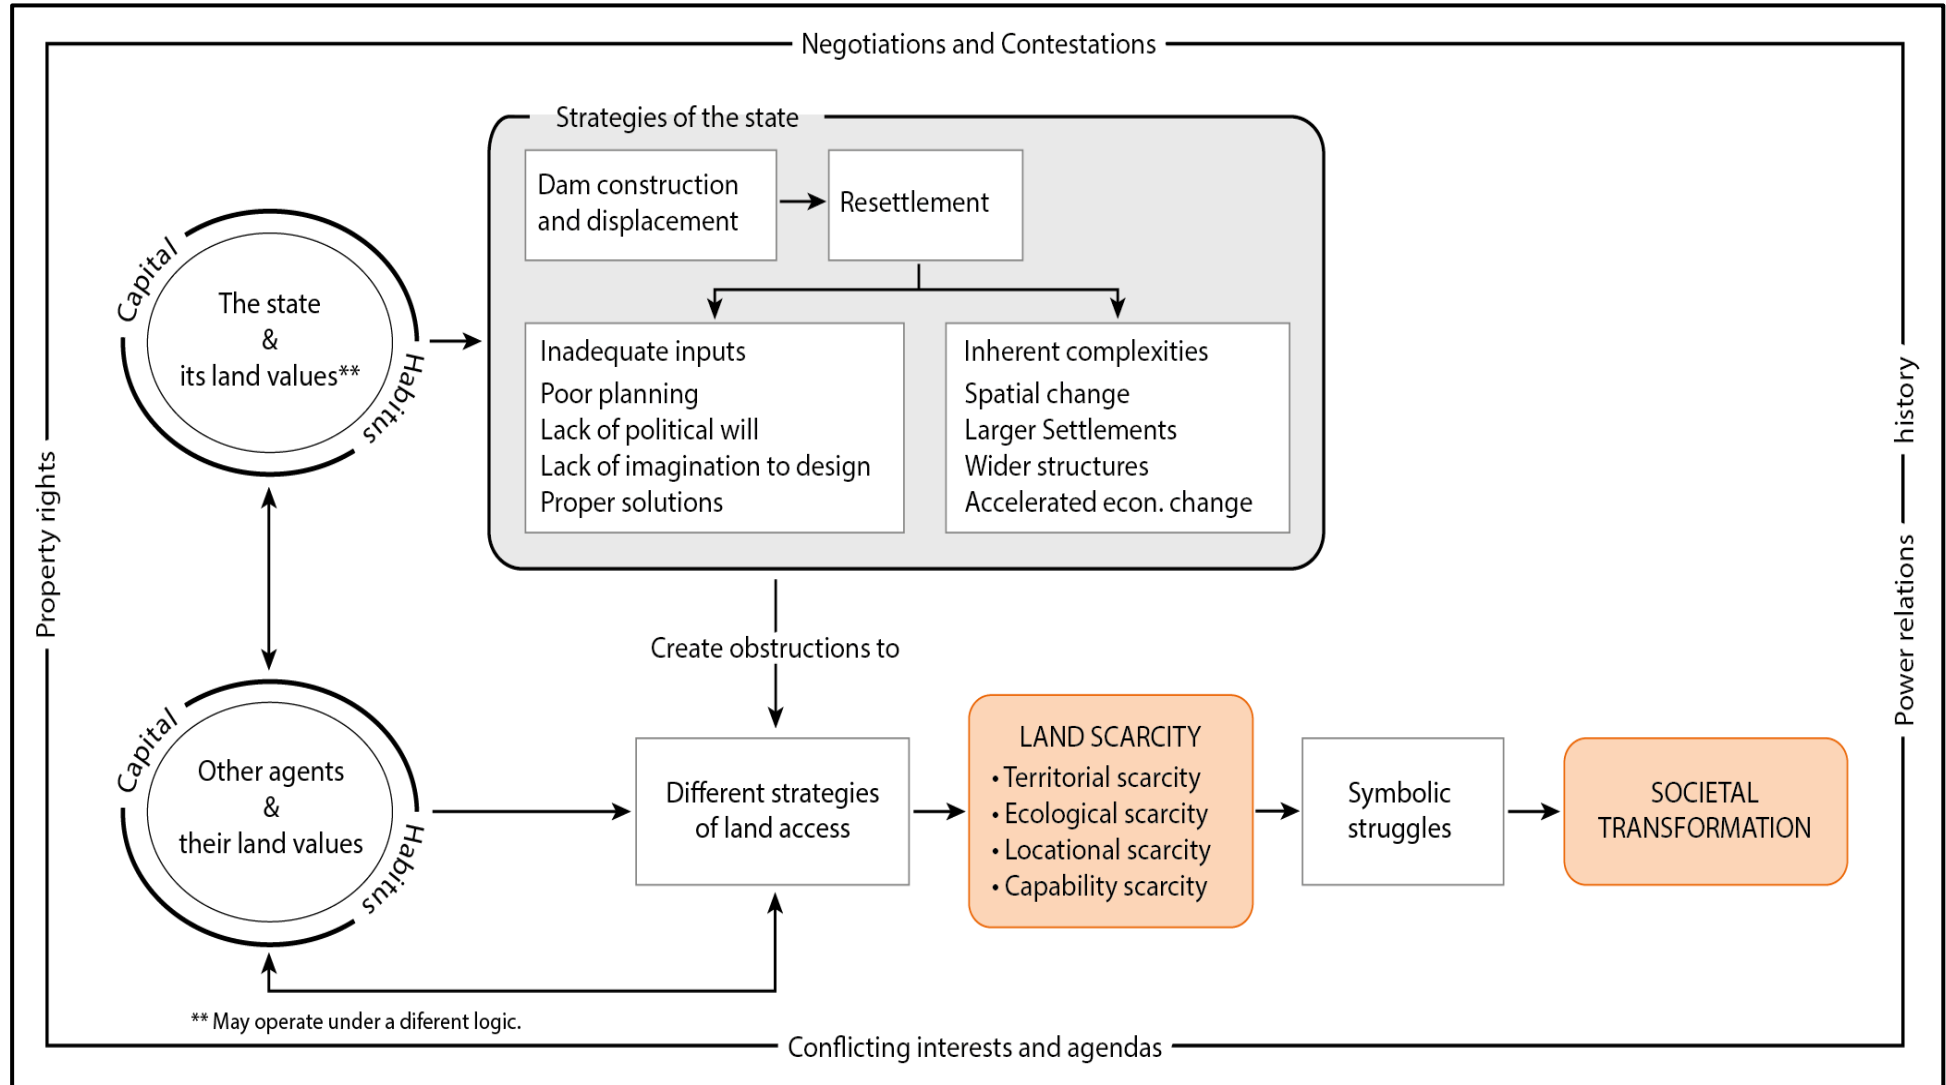 Negotiations and Contestations
Strategies of the state
Dam construction
and displacement
Resettlement
Capital
The state
&
its land values**
Habitus
Inadequate inputs
Poor planning
Lack of political will
Lack of imagination to design
Proper solutions
Inherent complexities
Spatial change
Larger Settlements
Wider structures
Accelerated econ. change
Property rights
Power relations
history
Create obstructions to
Capital
Other agents
&
their land values
Habitus
Different strategies
of land access
LAND SCARCITY
• Territorial scarcity
• Ecological scarcity
• Locational scarcity
• Capability scarcity
Symbolic
struggles
SOCIETAL
TRANSFORMATION
** May operate under a diferent logic.
Conflicting interests and agendas